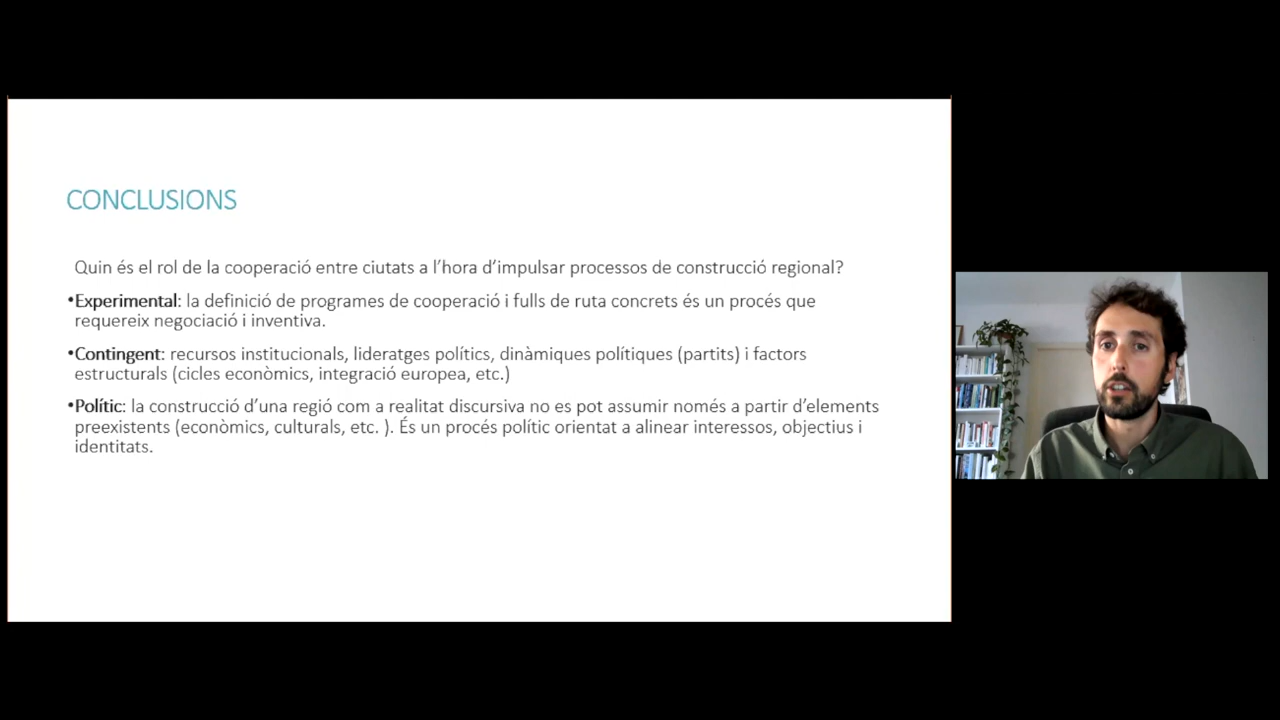 CONCLUSIONS
Quin és el rol de la cooperació entre ciutats a l’hora d’impulsar processos de construcció regional?
•Experimental: la definició de programes de cooperació i fulls de ruta concrets és un procés que
requereix negociació i inventiva.
•Contingent: recursos institucionals, lideratges polítics, dinàmiques polítiques (partits) i factors
estructurals (cicles econòmics, integració europea, etc.)
•Polític: la construcció d’una regió com a realitat discursiva no es pot assumir només a partir d’elements
preexistents (econòmics, culturals, etc. ). És un procés polític orientat a alinear interessos, objectius i
identitats.